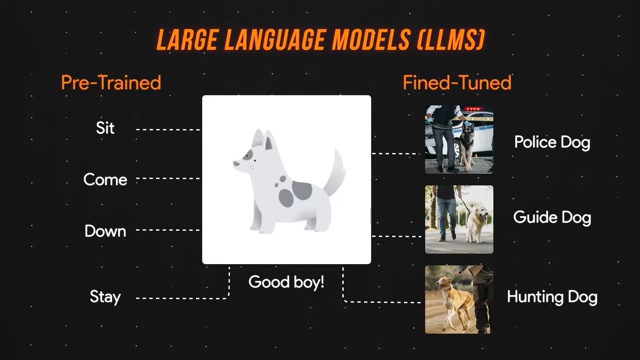 LARGE LANGUAGE MODELS (LLMS)
Pre-Trained
Sit
Come
Down
Stay
Good boy!
Fined-Tuned
Police Dog
Guide Dog
Hunting Dog